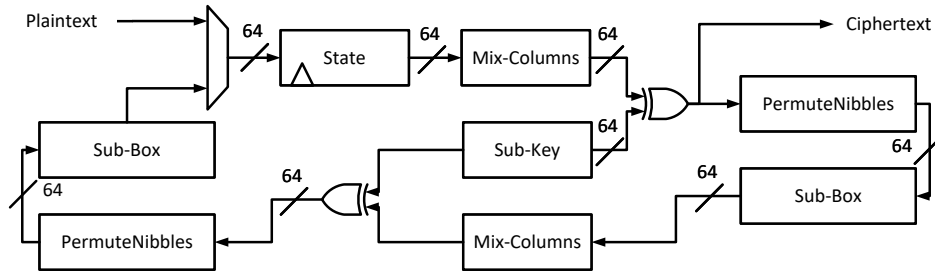 Plaintext
64
State
64
Mix-Columns
64
Ciphertext
PermuteNibbles
Sub-Box
Sub-Key
64
64
64
64
64
Sub-Box
PermuteNibbles
Mix-Columns